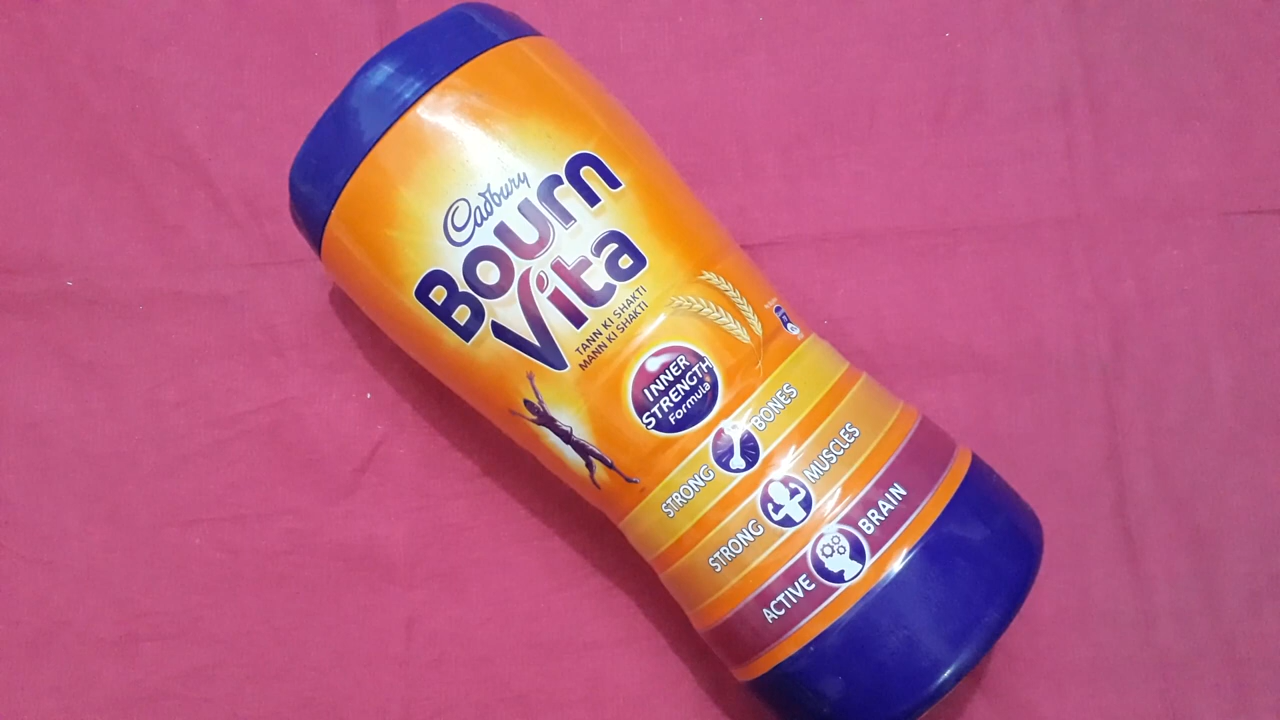 Cadbury
Bourn
Vita
TANN KI SHAKTI
MANN KI SHAKTI
INNER
STRENGTH
Formula
STRONG BONES
STRONG MUSCLES
ACTIVE BRAIN